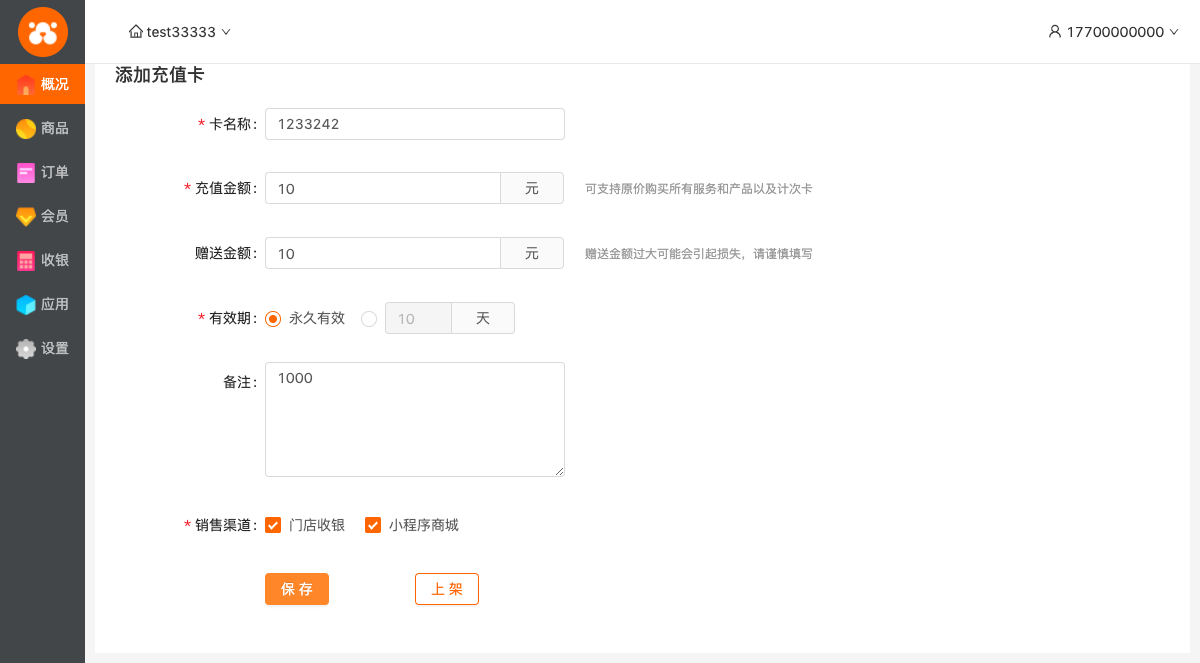 test33333
17700000000
概况
商品
订单
会员
收银
应用
设置
添加充值卡
* 卡名称: 1233242
* 充值金额: 10 元 可支持原价购买所有服务和产品以及计次卡
赠送金额: 10 元 赠送金额过大可能会引起损失，请谨慎填写
* 有效期: 永久有效 10 天
备注: 1000
* 销售渠道: 门店收银 小程序商城
保存 上架